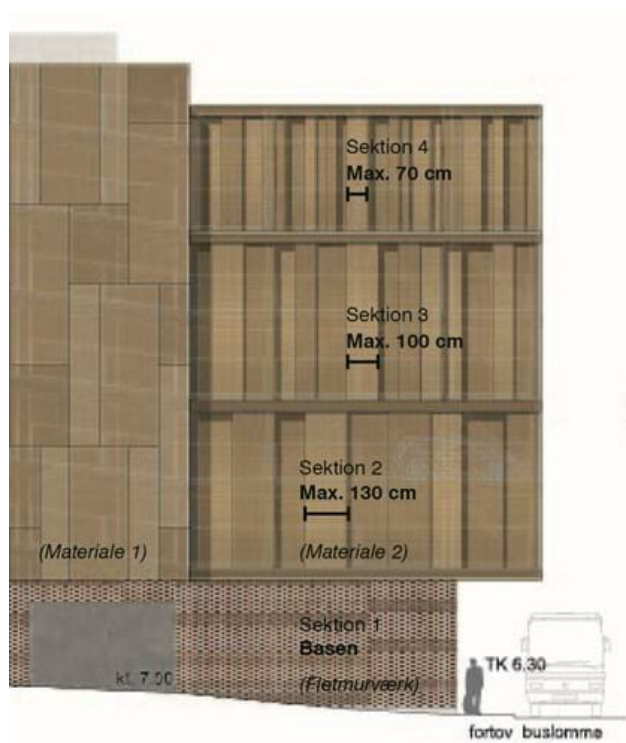 Sektion 4
Max. 70 cm
Sektion 3
Max. 100 cm
Sektion 2
Max. 130 cm
(Materiale 1)
(Materiale 2)
Sektion 1
Basen
kt. 7.00
(Fletmurværk)
TK 6.30
fortov buslomme